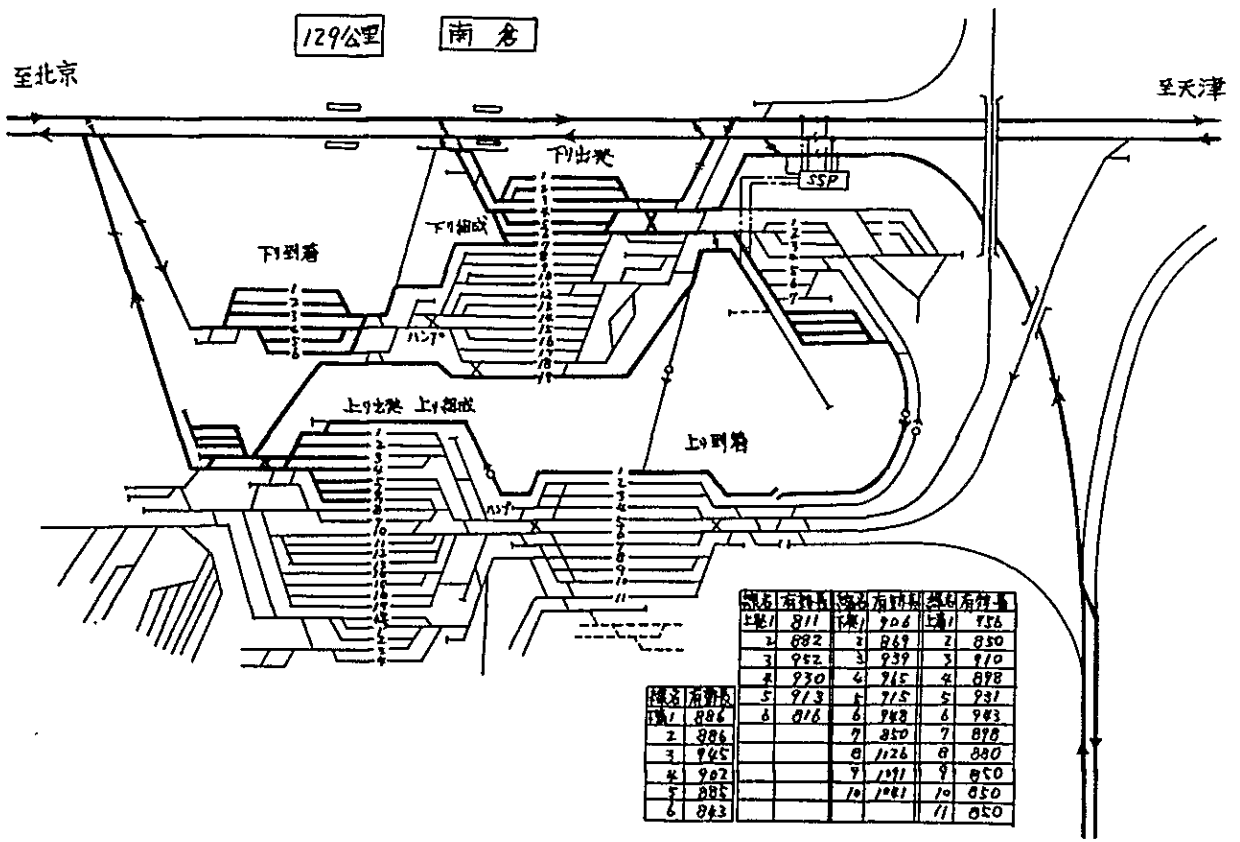 129公里 南倉
至北京
至天津
下り出発
SSP
下り組成
下り到着
ハンプ
上り出発 上り組成
上り到着
ハンプ
線名 有効長 線名 有効長 線名 有効長
上発1 811 下発1 906 上着1 956
2 882 2 869 2 850
3 952 3 939 3 910
4 930 4 965 4 898
5 913 5 915 5 931
6 816 6 948 6 943
7 850 7 898
8 1126 8 880
9 1091 9 850
10 1041 10 850
11 850
線名 有効長
下着1 886
2 886
3 945
4 902
5 885
6 843